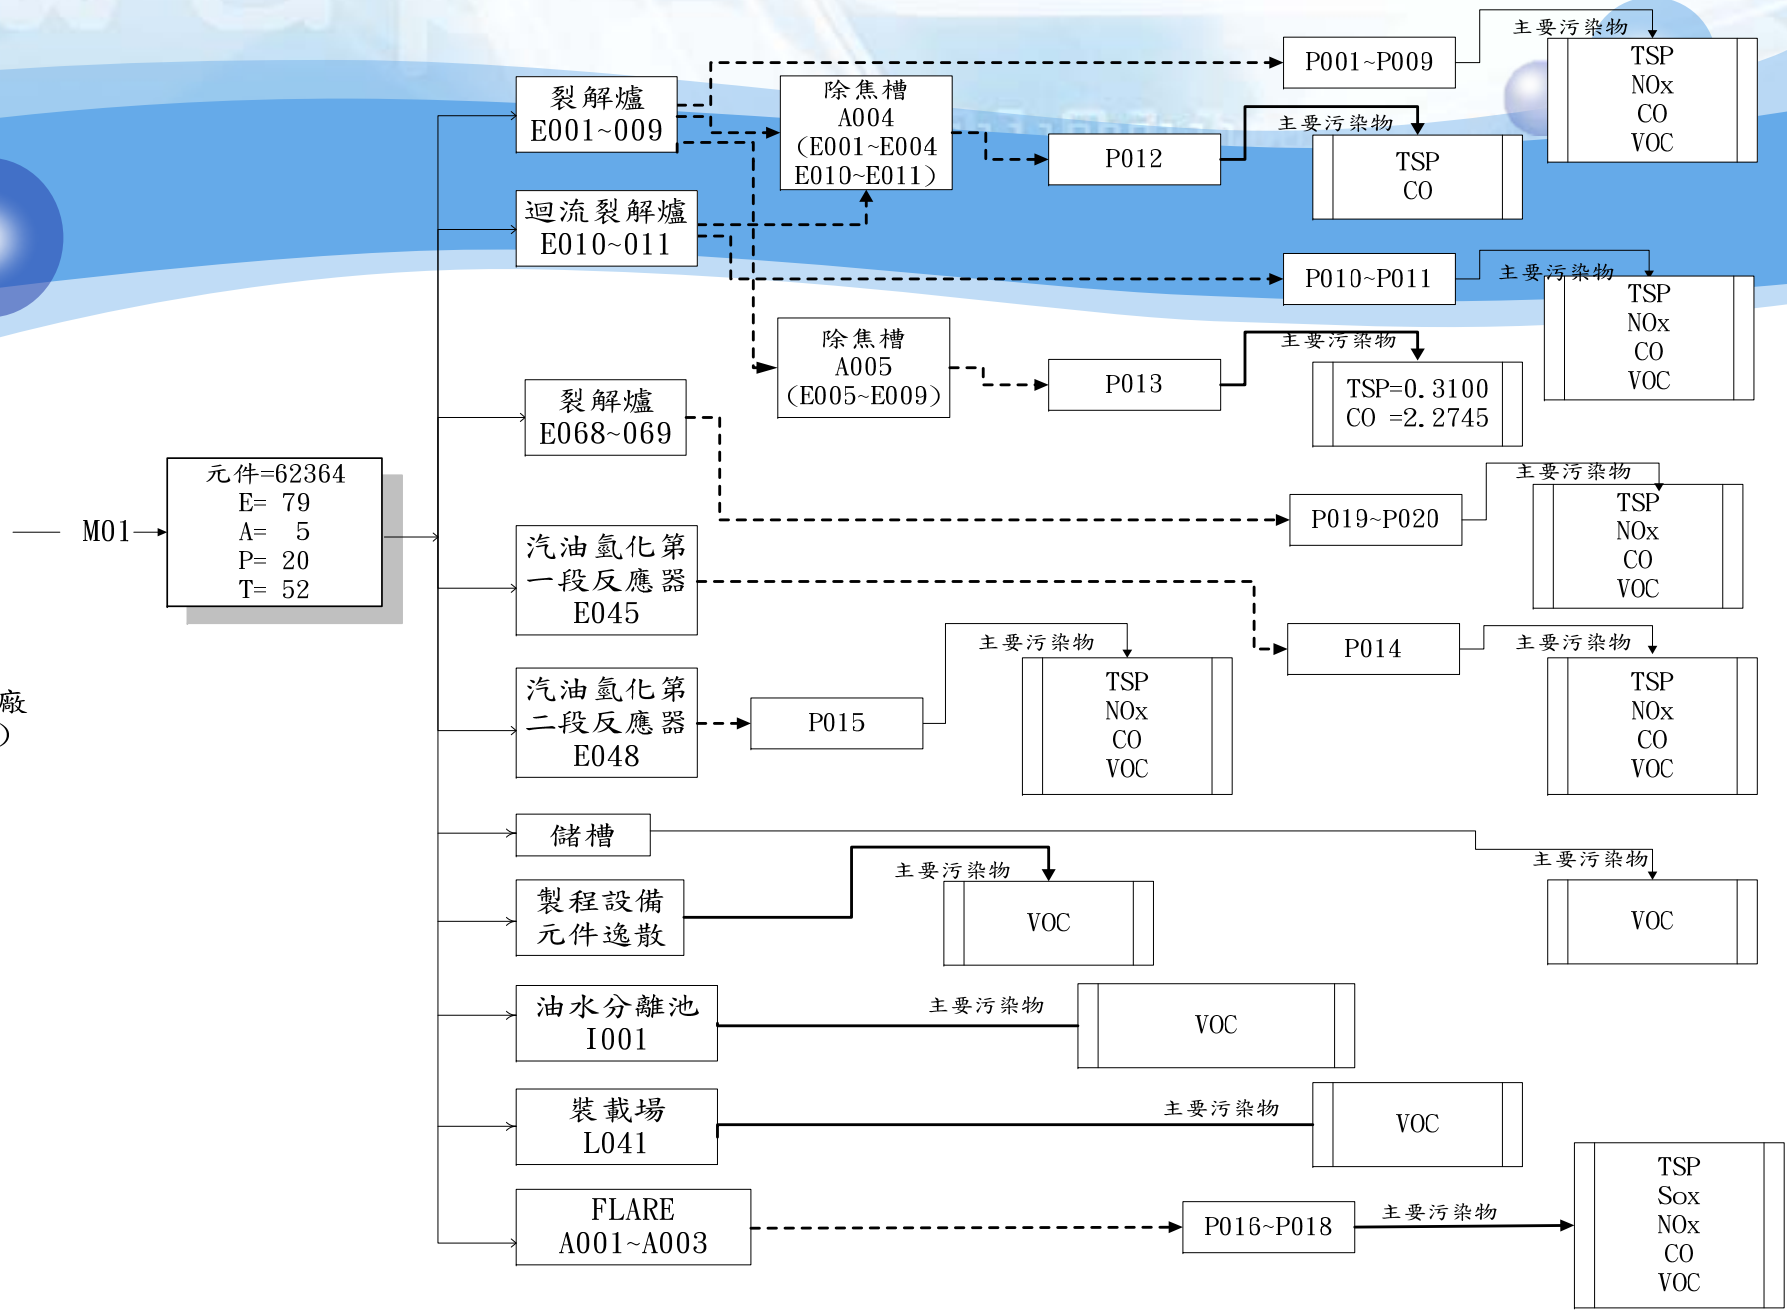 M01
元件=62364
E= 79
A= 5
P= 20
T= 52
廠
)
裂解爐
E001~009
除焦槽
A004
(E001~E004
E010~E011)
P001~P009
主要污染物
TSP
NOx
CO
VOC
P012
主要污染物
TSP
CO
迴流裂解爐
E010~011
P010~P011
主要污染物
TSP
NOx
CO
VOC
除焦槽
A005
(E005~E009)
P013
主要污染物
TSP=0.3100
CO =2.2745
裂解爐
E068~069
P019~P020
主要污染物
TSP
NOx
CO
VOC
汽油氫化第
一段反應器
E045
P014
主要污染物
TSP
NOx
CO
VOC
汽油氫化第
二段反應器
E048
P015
主要污染物
TSP
NOx
CO
VOC
儲槽
主要污染物
VOC
製程設備
元件逸散
主要污染物
VOC
油水分離池
I001
主要污染物
VOC
裝載場
L041
主要污染物
VOC
FLARE
A001~A003
P016~P018
主要污染物
TSP
Sox
NOx
CO
VOC